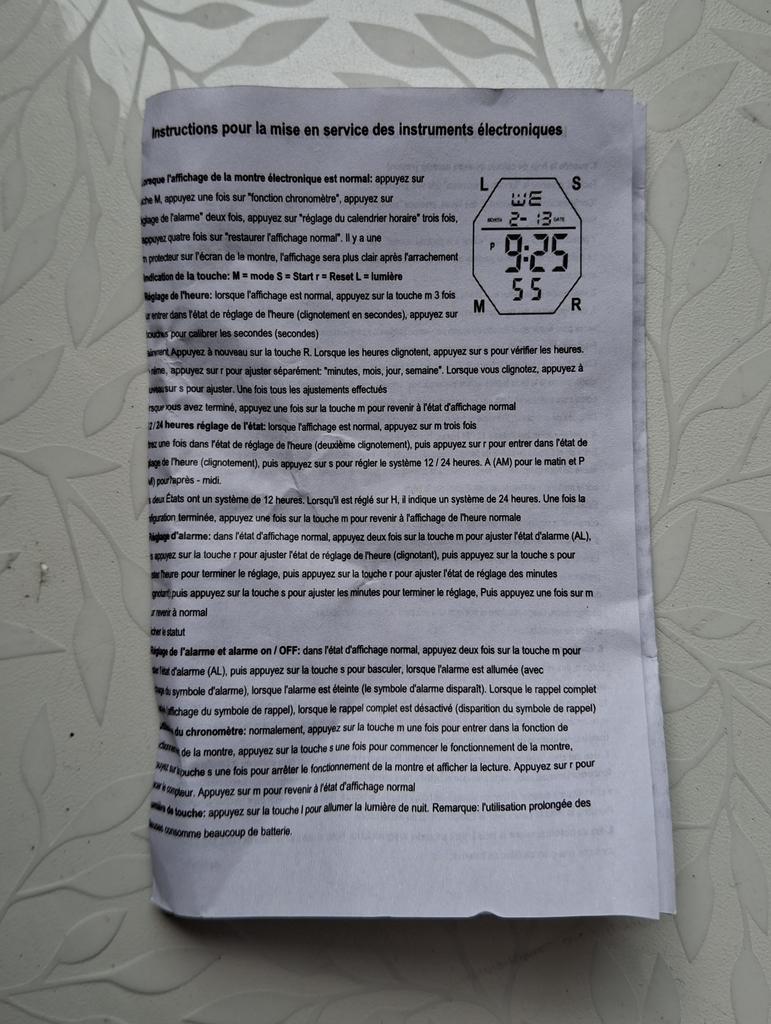 Instructions pour la mise en service des instruments électroniques
l'affichage de la montre électronique est normal: appuyez sur
M, appuyez une fois sur "fonction chronomètre", appuyez sur
de l'alarme" deux fois, appuyez sur "réglage du calendrier horaire" trois fois,
appuyez quatre fois sur "restaurer l'affichage normal". Il y a une
protecteur sur l'écran de la montre, l'affichage sera plus clair après l'arrachement
Indication de la touche: M = mode S = Start r = Reset L = lumière
Réglage de l'heure: lorsque l'affichage est normal, appuyez sur la touche m 3 fois
entrer dans l'état de réglage de l'heure (clignotement en secondes), appuyez sur
pour calibrer les secondes (secondes)
Appuyez à nouveau sur la touche R. Lorsque les heures clignotent, appuyez sur s pour vérifier les heures.
appuyez sur r pour ajuster séparément: "minutes, mois, jour, semaine". Lorsque vous clignotez, appuyez à
sur s pour ajuster. Une fois tous les ajustements effectués
vous avez terminé, appuyez une fois sur la touche m pour revenir à l'état d'affichage normal
/ 24 heures réglage de l'état: lorsque l'affichage est normal, appuyez sur m trois fois
une fois dans l'état de réglage de l'heure (deuxième clignotement), puis appuyez sur r pour entrer dans l'état de
de l'heure (clignotement), puis appuyez sur s pour régler le système 12 / 24 heures. A (AM) pour le matin et P
pour l'après - midi.
deux États ont un système de 12 heures. Lorsqu'il est réglé sur H, il indique un système de 24 heures. Une fois la
terminée, appuyez une fois sur la touche m pour revenir à l'affichage de l'heure normale
Réglage d'alarme: dans l'état d'affichage normal, appuyez deux fois sur la touche m pour ajuster l'état d'alarme (AL),
appuyez sur la touche r pour ajuster l'état de réglage de l'heure (clignotant), puis appuyez sur la touche s pour
l'heure pour terminer le réglage, puis appuyez sur la touche r pour ajuster l'état de réglage des minutes
puis appuyez sur la touche s pour ajuster les minutes pour terminer le réglage, Puis appuyez une fois sur m
revenir à normal
le statut
Réglage de l'alarme et alarme on / OFF: dans l'état d'affichage normal, appuyez deux fois sur la touche m pour
l'état d'alarme (AL), puis appuyez sur la touche s pour basculer, lorsque l'alarme est allumée (avec
du symbole d'alarme), lorsque l'alarme est éteinte (le symbole d'alarme disparaît). Lorsque le rappel complet
du symbole de rappel), lorsque le rappel complet est désactivé (disparition du symbole de rappel)
du chronomètre: normalement, appuyez sur la touche m une fois pour entrer dans la fonction de
de la montre, appuyez sur la touche s une fois pour commencer le fonctionnement de la montre,
touche s une fois pour arrêter le fonctionnement de la montre et afficher la lecture. Appuyez sur r pour
le compteur. Appuyez sur m pour revenir à l'état d'affichage normal
de touche: appuyez sur la touche l pour allumer la lumière de nuit. Remarque: l'utilisation prolongée des
consomme beaucoup de batterie.
L S
WE
MONTH 2-13 DATE
P 9:25
55
M R